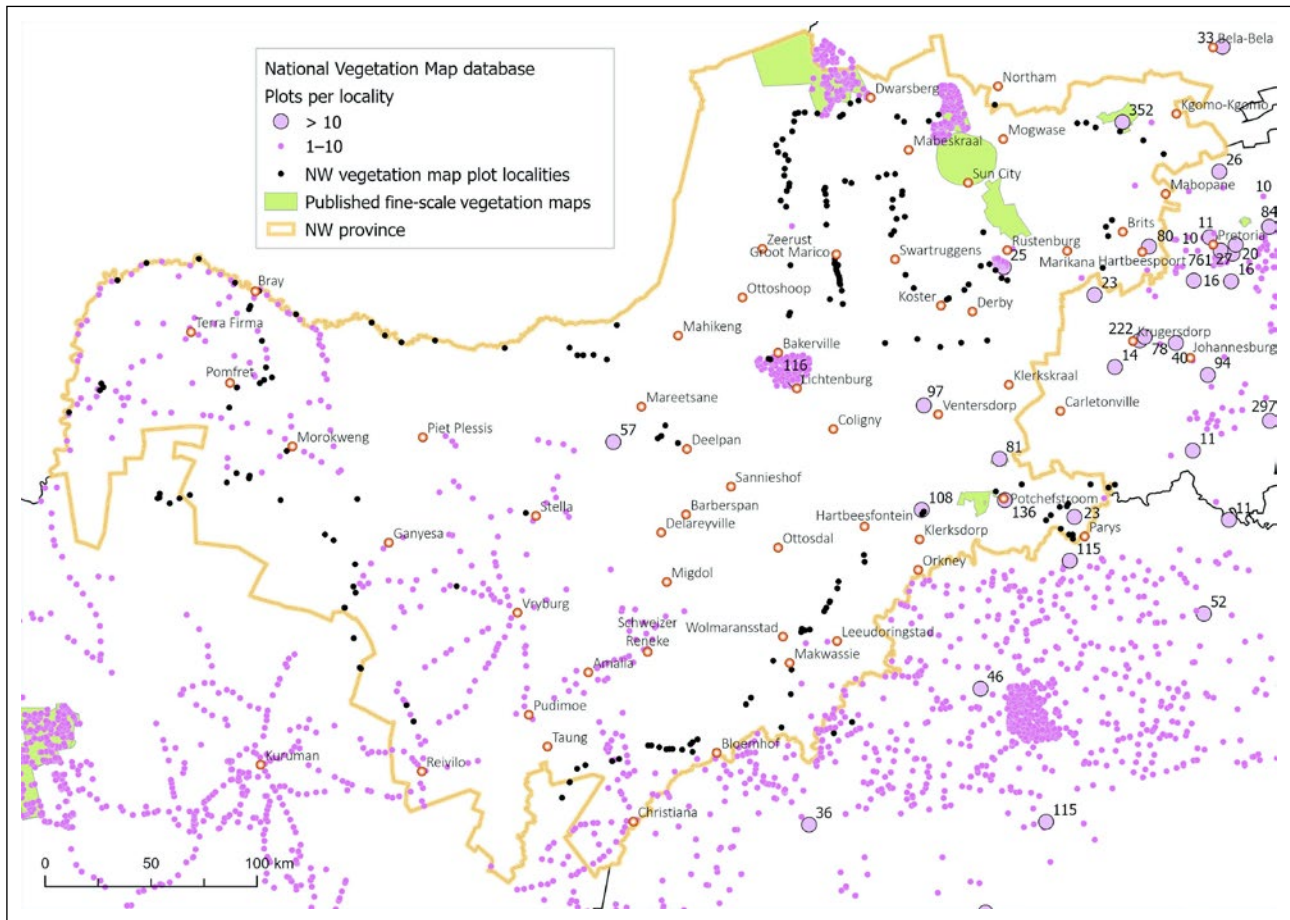 National Vegetation Map database
Plots per locality
> 10
1–10
NW vegetation map plot localities
Published fine-scale vegetation maps
NW province
33 Bela-Bela
Northam
Dwarsberg
Kgomo-Kgomo
352
Mogwase
Mabeskraal
26
Sun City
Mabopane
10
84
Brits
11
Zeerust
Groot Marico
Swartruggens
Rustenburg
80
10
Pretoria
25
Marikana
Hartbeespoort
761
27
20
Bray
Ottoshoop
23
16
16
Koster
Derby
Terra Firma
Mahikeng
222
Krugersdorp
Bakerville
78
40
Johannesburg
116
14
94
Pomfret
Lichtenburg
Klerkskraal
97
Mareetsane
Ventersdorp
Carletonville
297
Coligny
Piet Plessis
57
Morokweng
Deelpan
11
81
Sannieshof
Potchefstroom
108
136
Stella
Barberspan
Hartbeesfontein
23
11
Delareyville
Klerksdorp
Parys
Ganyesa
Ottosdal
115
Orkney
Migdol
Vryburg
52
Schweizer
Reneke
Wolmaransstad
Leeudoringstad
Makwassie
Amalia
46
Pudimoe
Taung
Bloemhof
Kuruman
Reivilo
Christiana
36
115
0
50
100 km